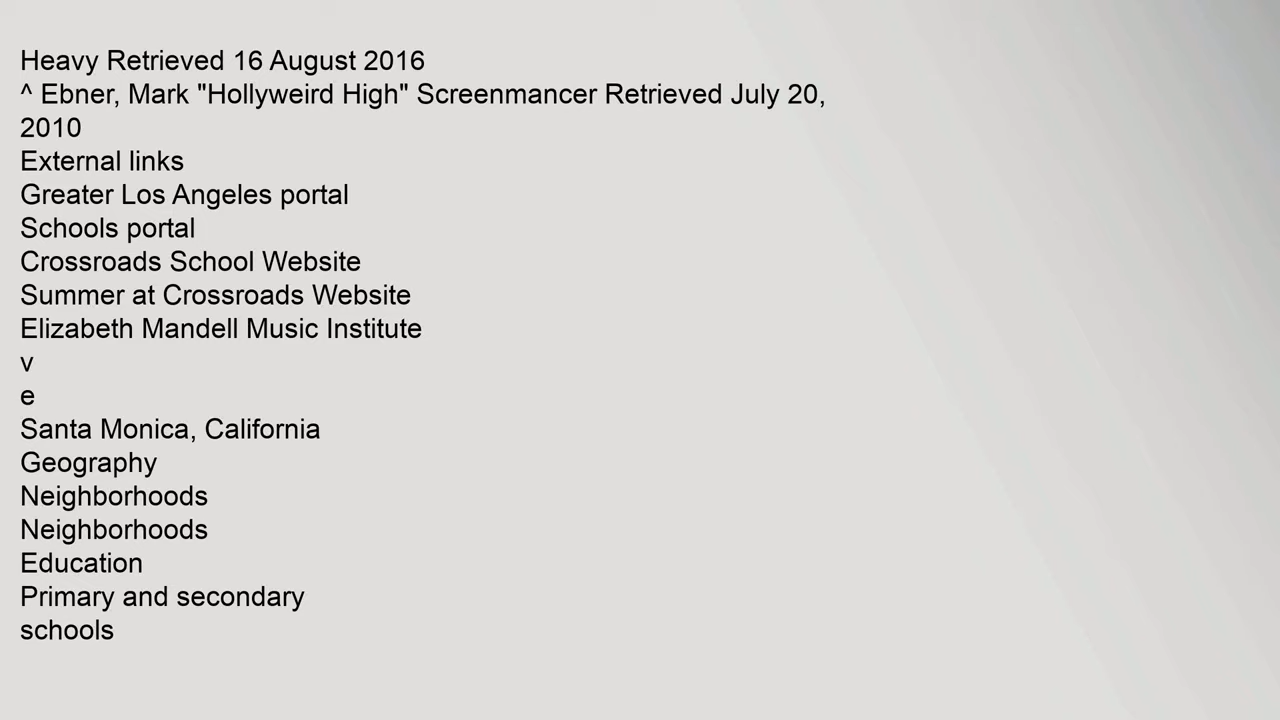 Heavy Retrieved 16 August 2016
^ Ebner, Mark "Hollyweird High" Screenmancer Retrieved July 20,
2010
External links
Greater Los Angeles portal
Schools portal
Crossroads School Website
Summer at Crossroads Website
Elizabeth Mandell Music Institute
v
e
Santa Monica, California
Geography
Neighborhoods
Neighborhoods
Education
Primary and secondary
schools